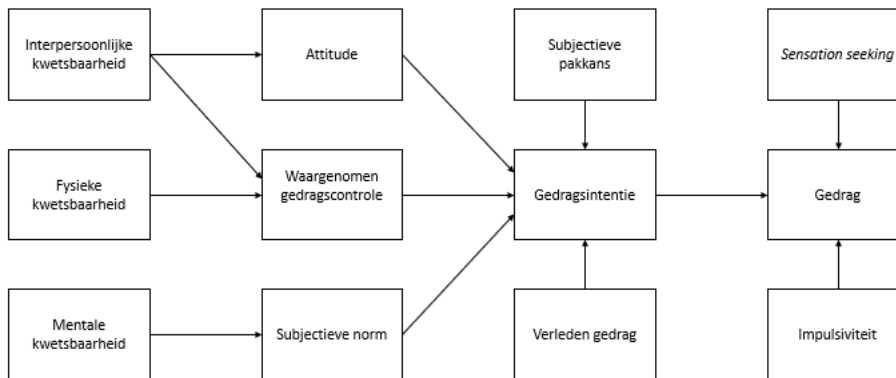 Interpersoonlijke
kwetsbaarheid
Attitude
Subjectieve
pakkans
Sensation seeking
Fysieke
kwetsbaarheid
Waargenomen
gedragscontrole
Gedragsintentie
Gedrag
Mentale
kwetsbaarheid
Subjectieve norm
Verleden gedrag
Impulsiviteit